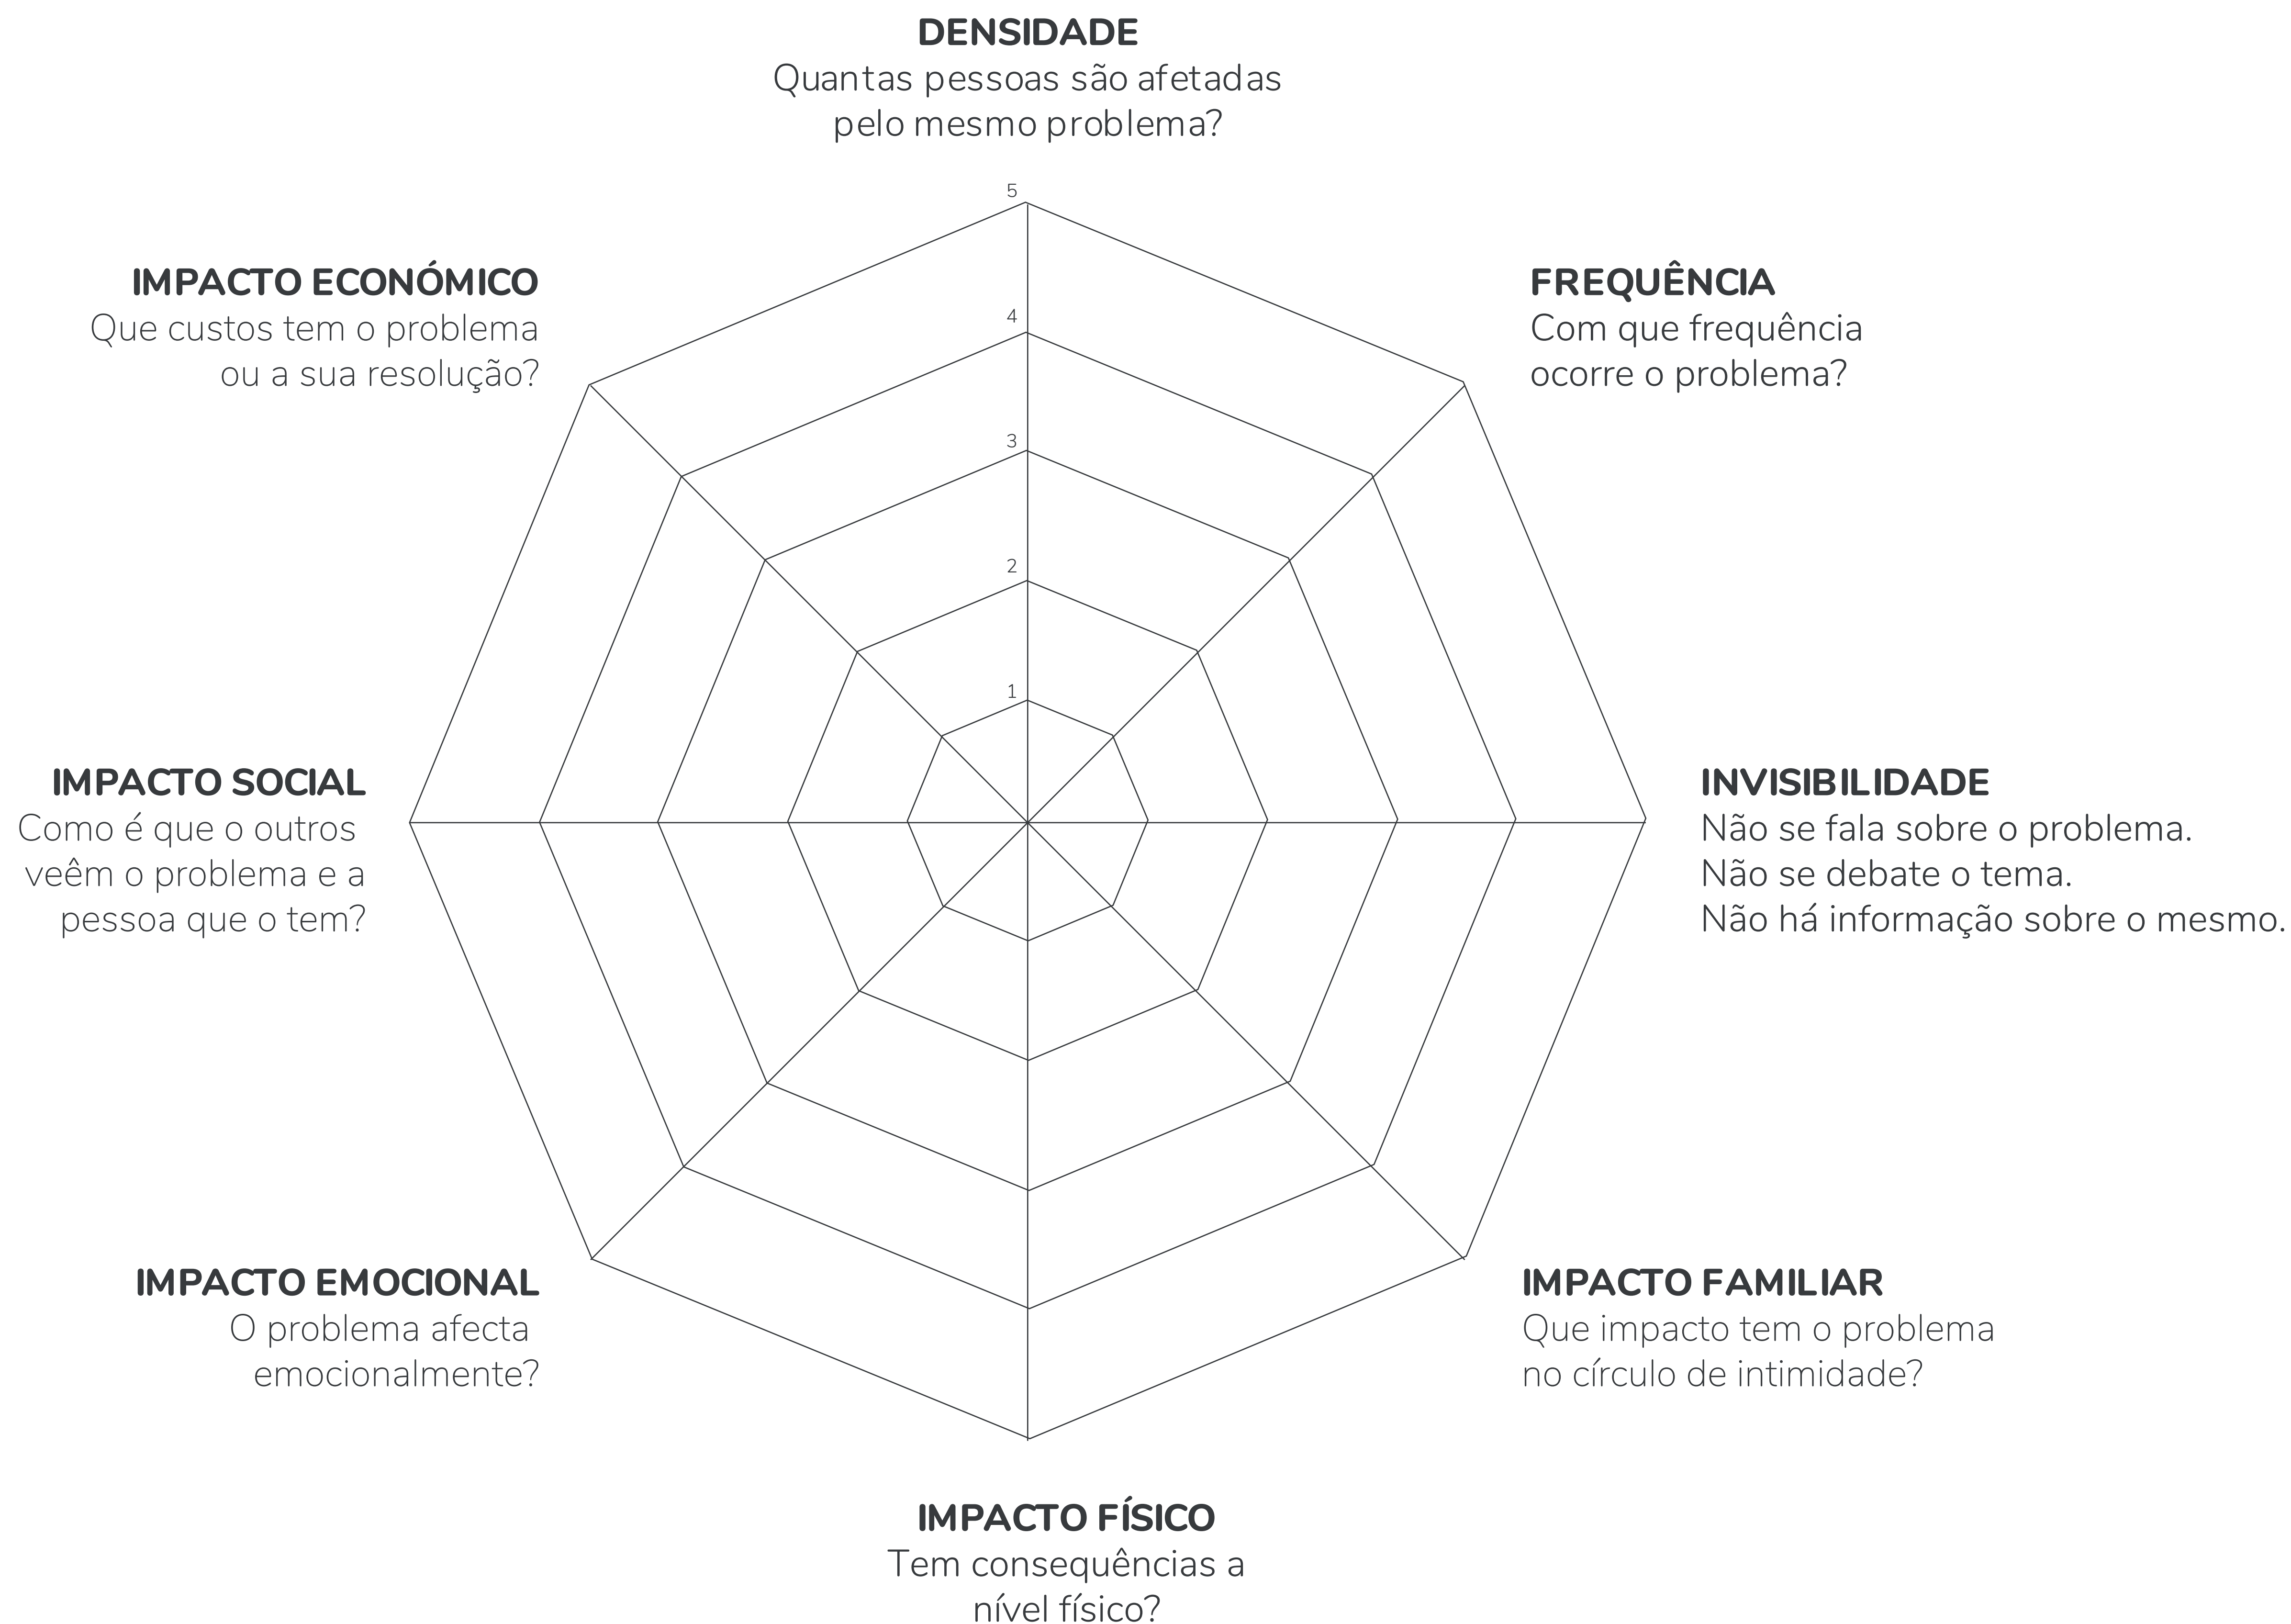 DENSIDADE
Quantas pessoas são afetadas
pelo mesmo problema?
5
4
3
2
1
IMPACTO ECONÓMICO
Que custos tem o problema
ou a sua resolução?
FREQUÊNCIA
Com que frequência
ocorre o problema?
IMPACTO SOCIAL
Como é que o outros
veêm o problema e a
pessoa que o tem?
INVISIBILIDADE
Não se fala sobre o problema.
Não se debate o tema.
Não há informação sobre o mesmo.
IMPACTO EMOCIONAL
O problema afecta
emocionalmente?
IMPACTO FAMILIAR
Que impacto tem o problema
no círculo de intimidade?
IMPACTO FÍSICO
Tem consequências a
nível físico?